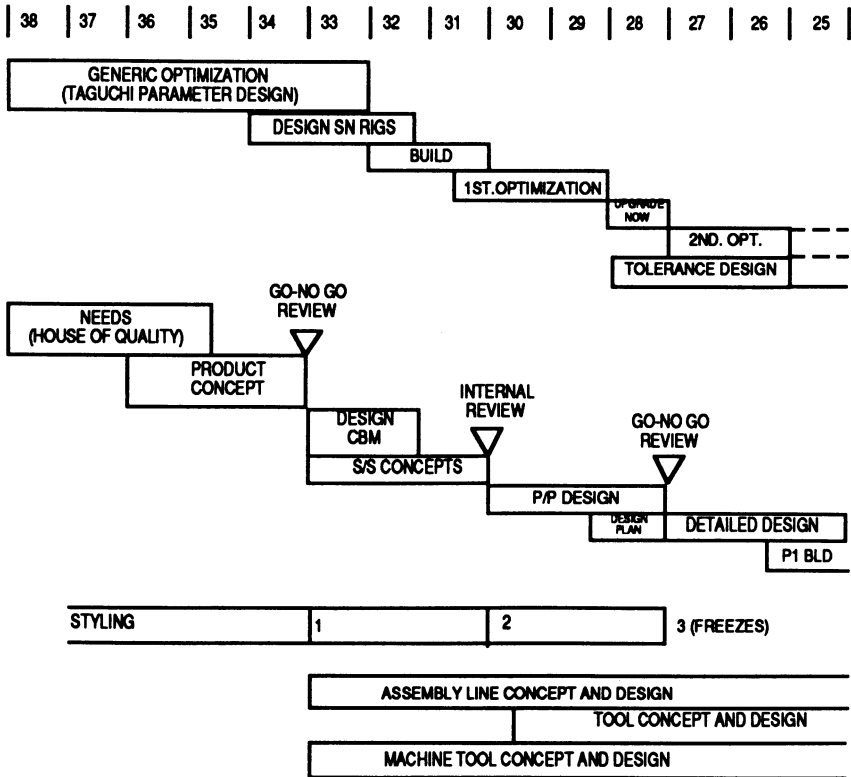 38 37 36 35 34 33 32 31 30 29 28 27 26 25
GENERIC OPTIMIZATION
(TAGUCHI PARAMETER DESIGN)
DESIGN SN RIGS
BUILD
1ST.OPTIMIZATION
UPGRADE
NOW
2ND. OPT.
TOLERANCE DESIGN
GO-NO GO
REVIEW
NEEDS
(HOUSE OF QUALITY)
PRODUCT
CONCEPT
INTERNAL
REVIEW
DESIGN
CBM
GO-NO GO
REVIEW
S/S CONCEPTS
P/P DESIGN
DESIGN
PLAN
DETAILED DESIGN
P1 BLD
STYLING 1 2 3 (FREEZES)
ASSEMBLY LINE CONCEPT AND DESIGN
TOOL CONCEPT AND DESIGN
MACHINE TOOL CONCEPT AND DESIGN